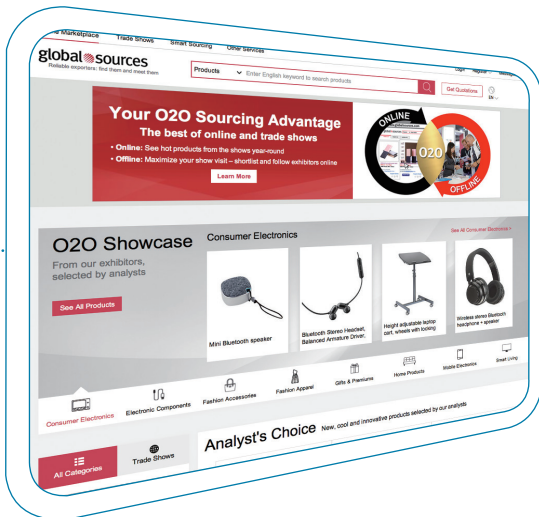 Marketplace
Trade Shows
Smart Sourcing
Other Services
global sources
Reliable exporters: find them and meet them
Products
Enter English keyword to search products
Login
Register
Get Quotations
EN
Your O2O Sourcing Advantage
The best of online and trade shows
• Online: See hot products from the shows year-round
• Offline: Maximize your show visit – shortlist and follow exhibitors online
Learn More
ONLINE
O2O
OFFLINE
O2O Showcase
From our exhibitors,
selected by analysts
See All Products
Consumer Electronics
See All Consumer Electronics >
Mini Bluetooth speaker
Bluetooth Stereo Headset,
Balanced Armature Driver,
Height adjustable laptop
cart, wheels with locking
Wireless stereo Bluetooth
headphone + speaker
Consumer Electronics
Electronic Components
Fashion Accessories
Fashion Apparel
Gifts & Premiums
Home Products
Mobile Electronics
Smart Living
All Categories
Trade Shows
Analyst's Choice New, cool and innovative products selected by our analysts